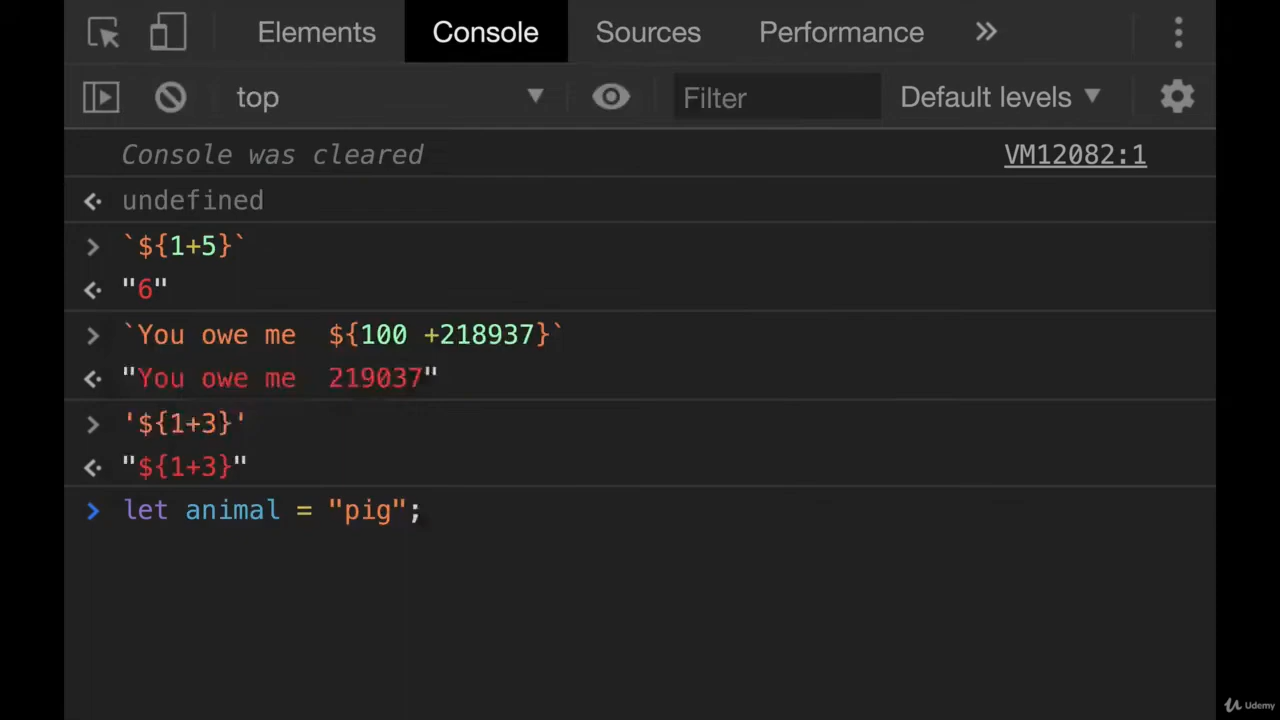 Elements Console Sources Performance »
top ▼ Filter Default levels ▼
Console was cleared VM12082:1
undefined
`${1+5}`
"6"
`You owe me  ${100 +218937}`
"You owe me  219037"
'${1+3}'
"${1+3}"
let animal = "pig";
Udemy